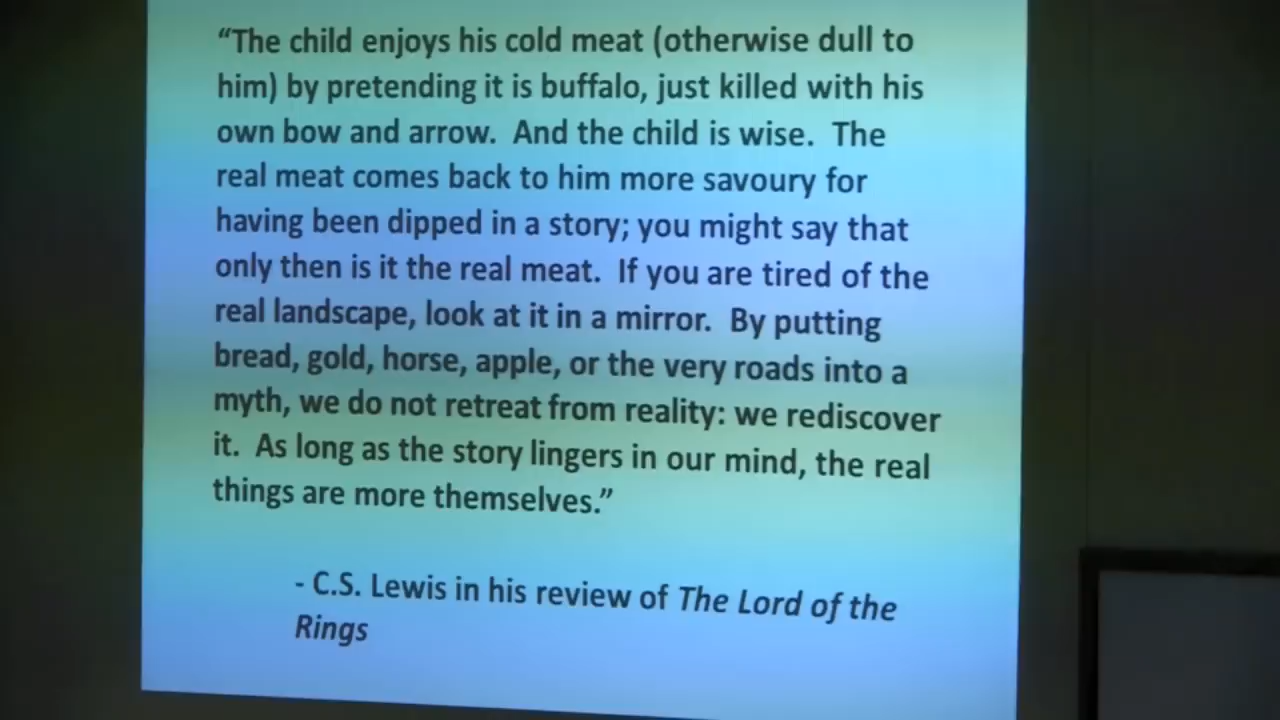 “The child enjoys his cold meat (otherwise dull to
him) by pretending it is buffalo, just killed with his
own bow and arrow.  And the child is wise.  The
real meat comes back to him more savoury for
having been dipped in a story; you might say that
only then is it the real meat.  If you are tired of the
real landscape, look at it in a mirror.  By putting
bread, gold, horse, apple, or the very roads into a
myth, we do not retreat from reality: we rediscover
it.  As long as the story lingers in our mind, the real
things are more themselves.”
- C.S. Lewis in his review of The Lord of the
Rings